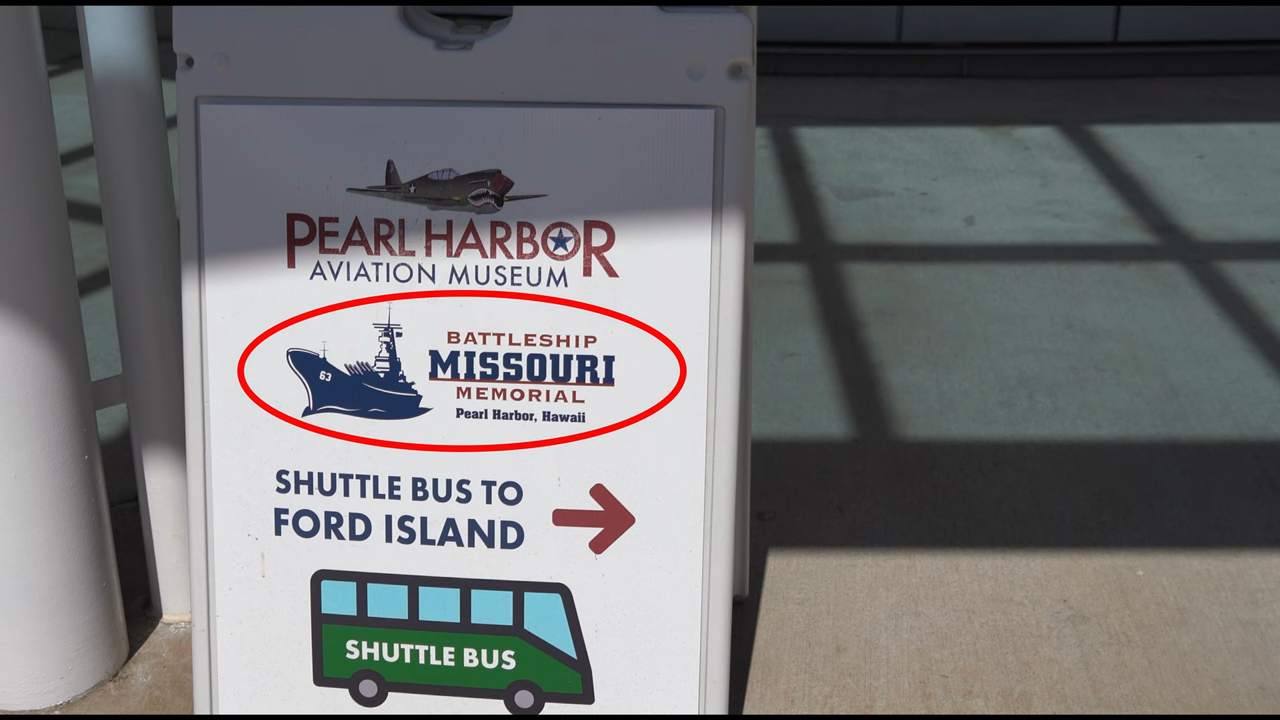 PEARL HARBOR
AVIATION MUSEUM
63
BATTLESHIP
MISSOURI
MEMORIAL
Pearl Harbor, Hawaii
SHUTTLE BUS TO
FORD ISLAND
SHUTTLE BUS